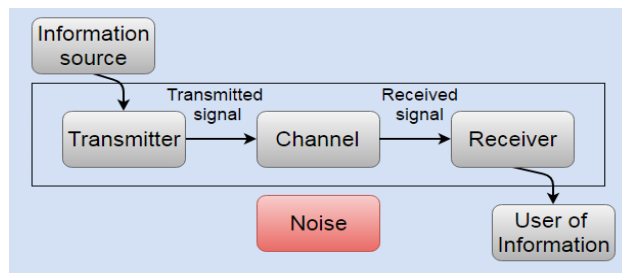 Information
source
Transmitted
signal
Received
signal
Transmitter
Channel
Receiver
Noise
User of
Information